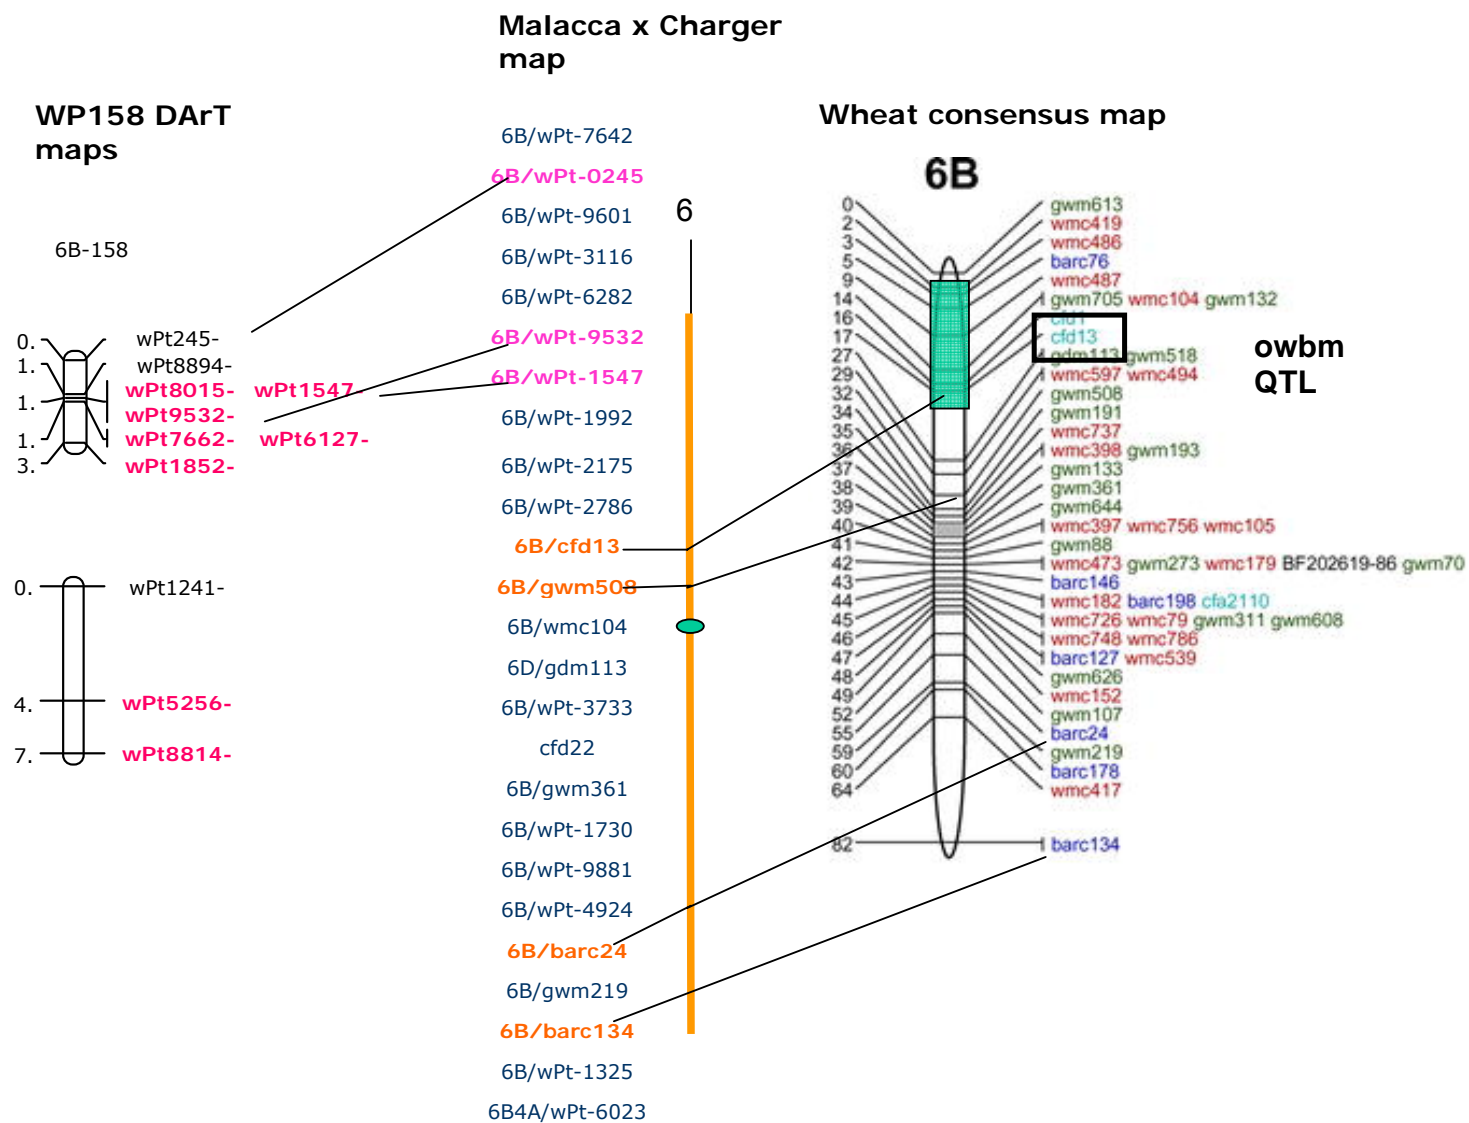 Malacca x Charger
map
WP158 DArT
maps
Wheat consensus map
6B-158
0.
1.
1.
1.
3.
wPt245-
wPt8894-
wPt8015- wPt1547-
wPt9532-
wPt7662- wPt6127-
wPt1852-
0.
4.
7.
wPt1241-
wPt5256-
wPt8814-
6B/wPt-7642
6B/wPt-0245
6B/wPt-9601
6B/wPt-3116
6B/wPt-6282
6B/wPt-9532
6B/wPt-1547
6B/wPt-1992
6B/wPt-2175
6B/wPt-2786
6B/cfd13
6B/gwm508
6B/wmc104
6D/gdm113
6B/wPt-3733
cfd22
6B/gwm361
6B/wPt-1730
6B/wPt-9881
6B/wPt-4924
6B/barc24
6B/gwm219
6B/barc134
6B/wPt-1325
6B4A/wPt-6023
6
6B
0
2
3
5
9
14
16
17
27
29
32
34
35
36
37
38
39
40
41
42
43
44
45
46
47
48
49
52
55
59
60
64
82
gwm613
wmc419
wmc486
barc76
wmc487
gwm705 wmc104 gwm132
cfd1
cfd13
gdm113 gwm518
wmc597 wmc494
gwm508
gwm191
wmc737
wmc398 gwm193
gwm133
gwm361
gwm644
wmc397 wmc756 wmc105
gwm88
wmc473 gwm273 wmc179 BF202619-86 gwm70
barc146
wmc182 barc198 cfa2110
wmc726 wmc79 gwm311 gwm608
wmc748 wmc786
barc127 wmc539
gwm626
wmc152
gwm107
barc24
gwm219
barc178
wmc417
barc134
owbm
QTL